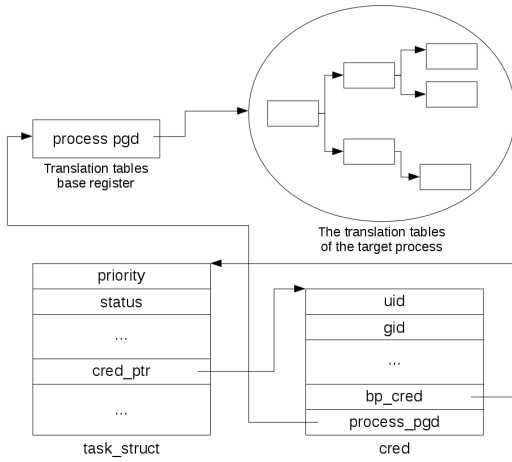 process pgd
Translation tables
base register
The translation tables
of the target process
priority
status
...
cred_ptr
...
task_struct
uid
gid
...
bp_cred
process_pgd
cred